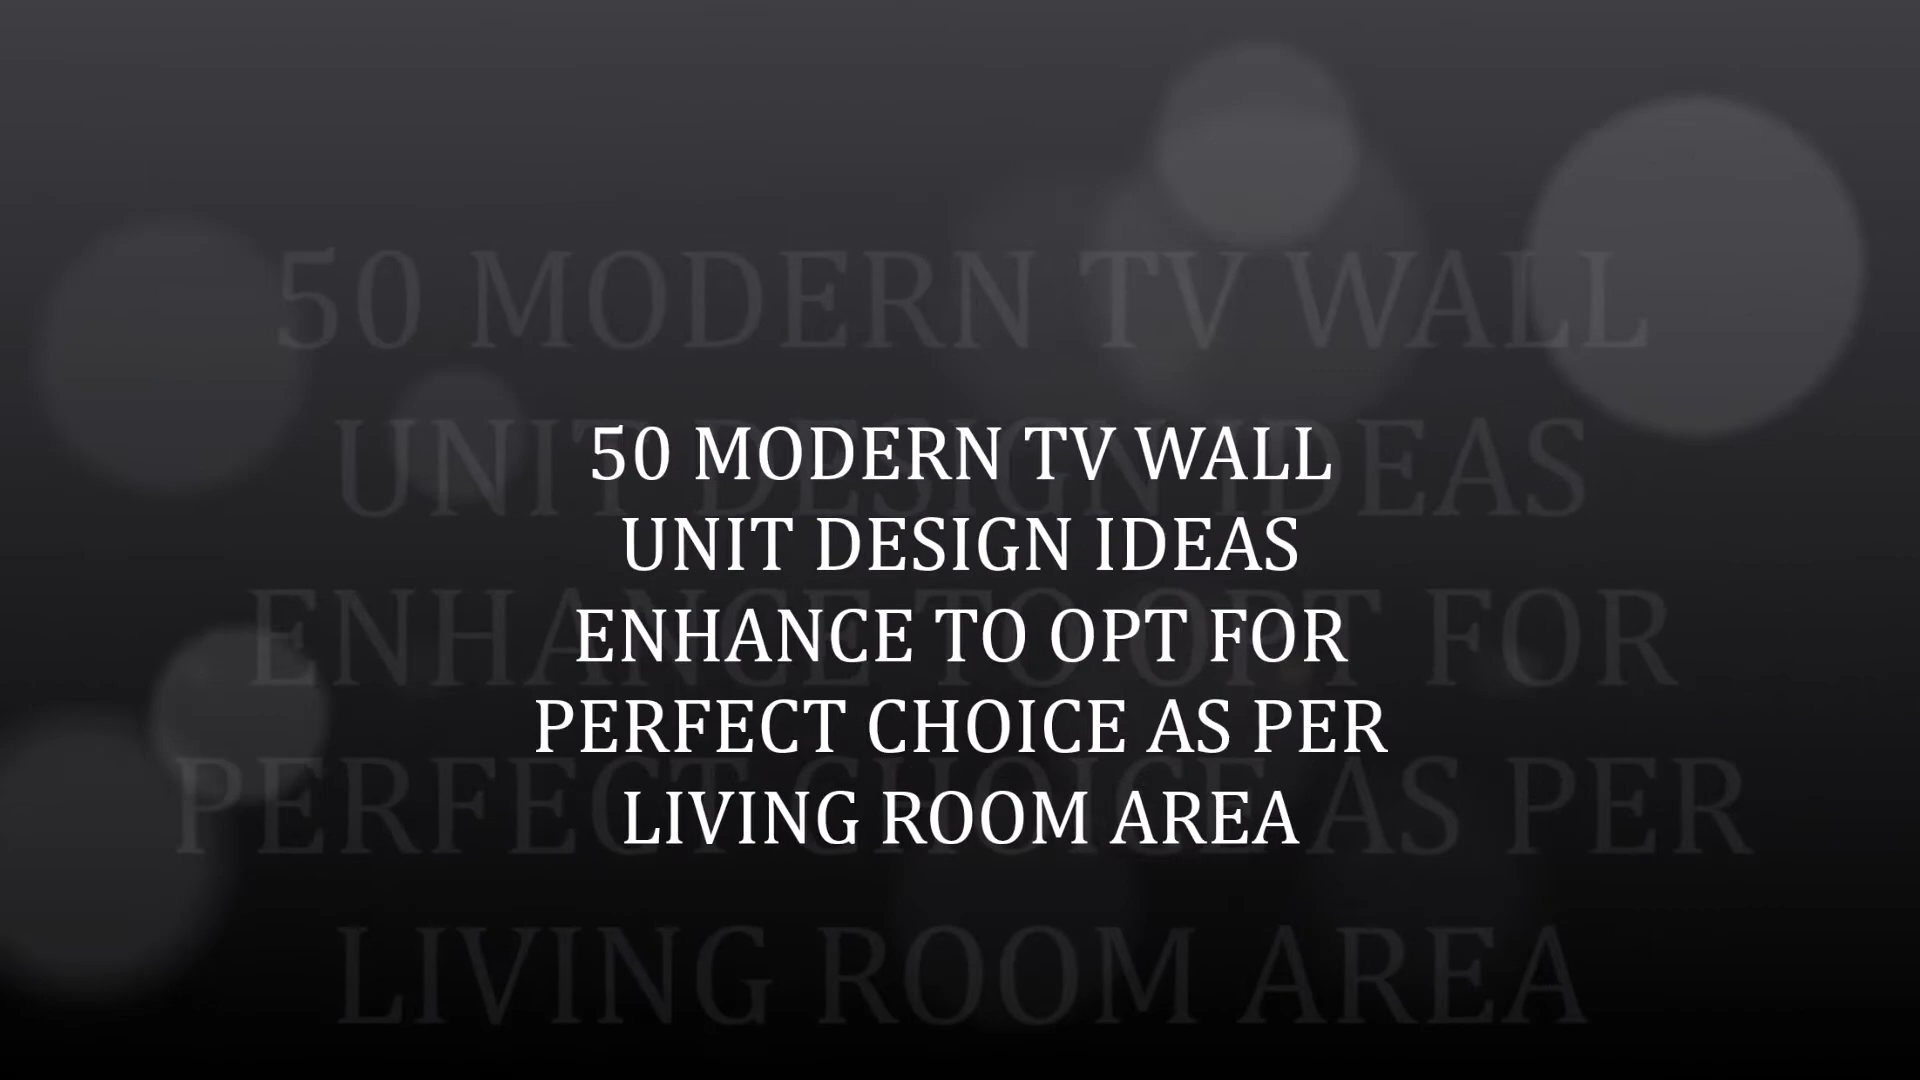 50 MODERN TV WALL
UNIT DESIGN IDEAS
ENHANCE TO OPT FOR
PERFECT CHOICE AS PER
LIVING ROOM AREA